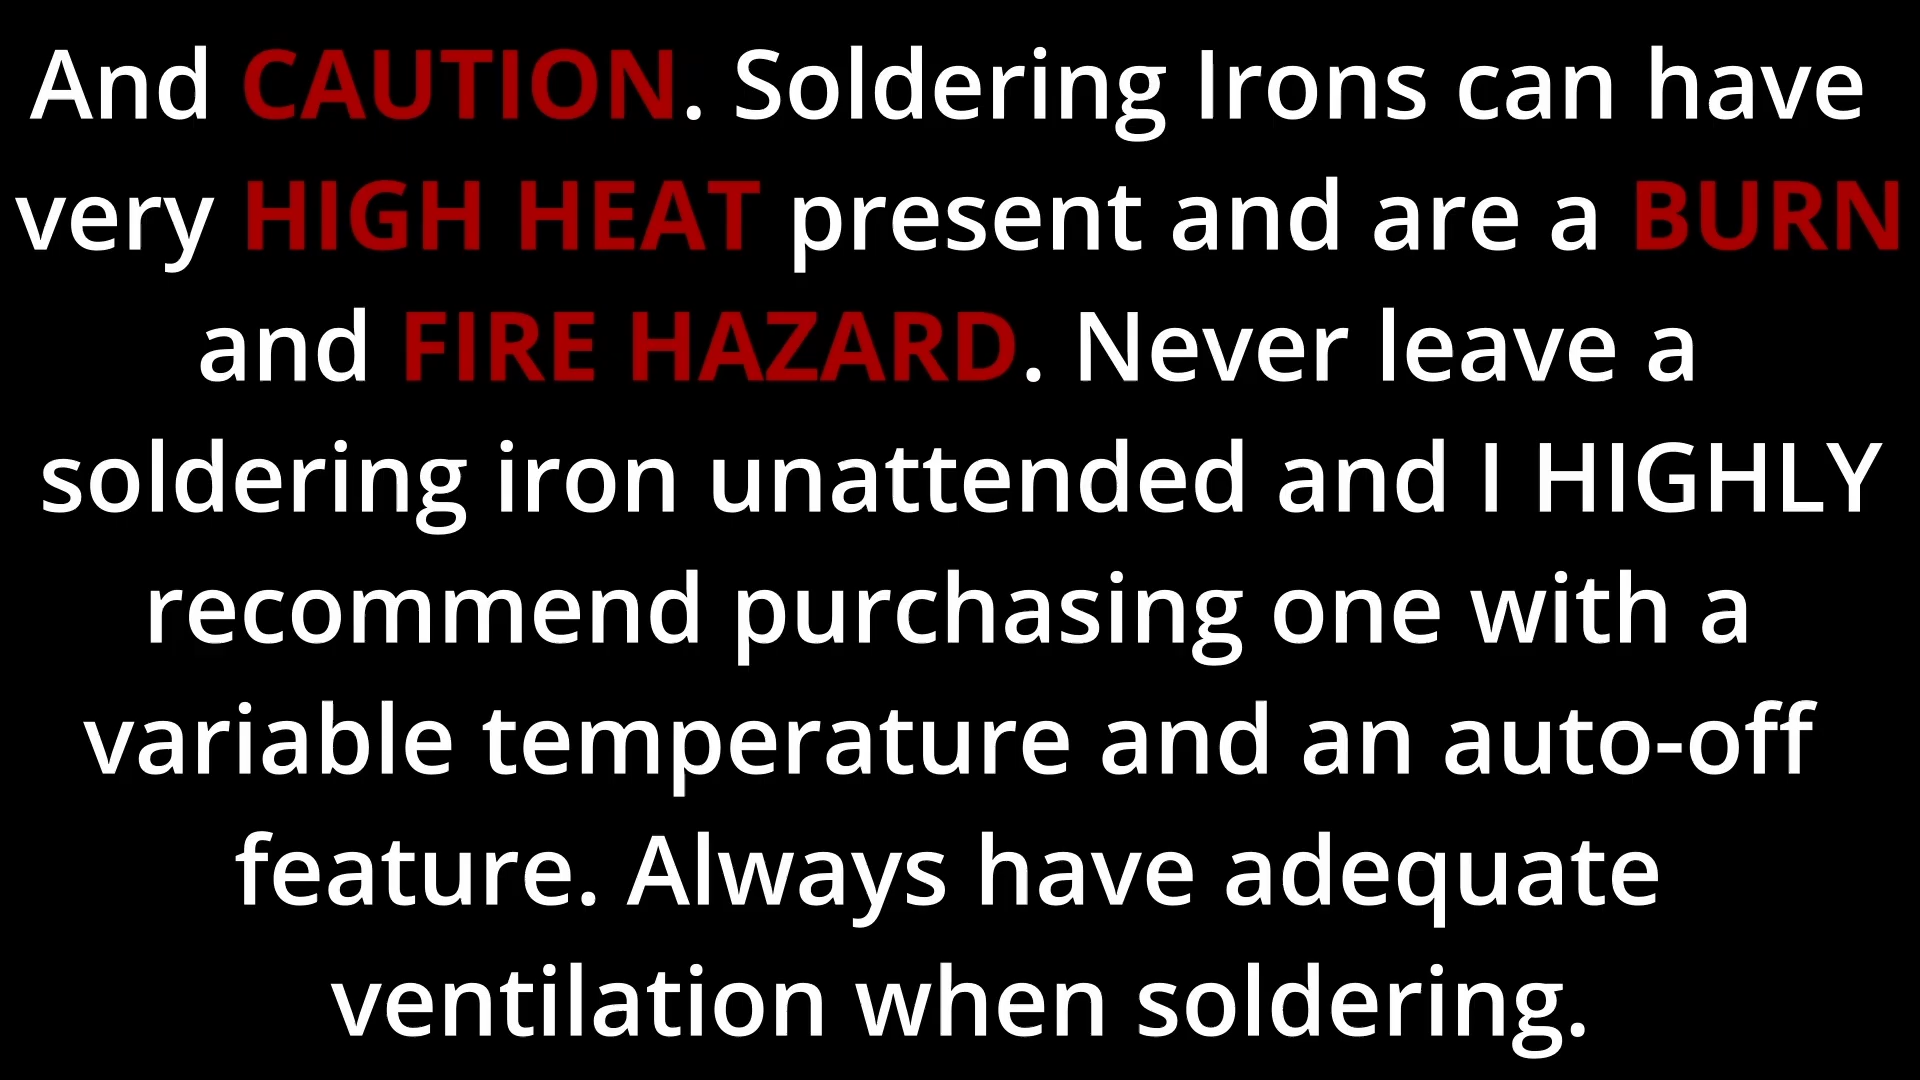 And CAUTION. Soldering Irons can have
very HIGH HEAT present and are a BURN
and FIRE HAZARD. Never leave a
soldering iron unattended and I HIGHLY
recommend purchasing one with a
variable temperature and an auto-off
feature. Always have adequate
ventilation when soldering.